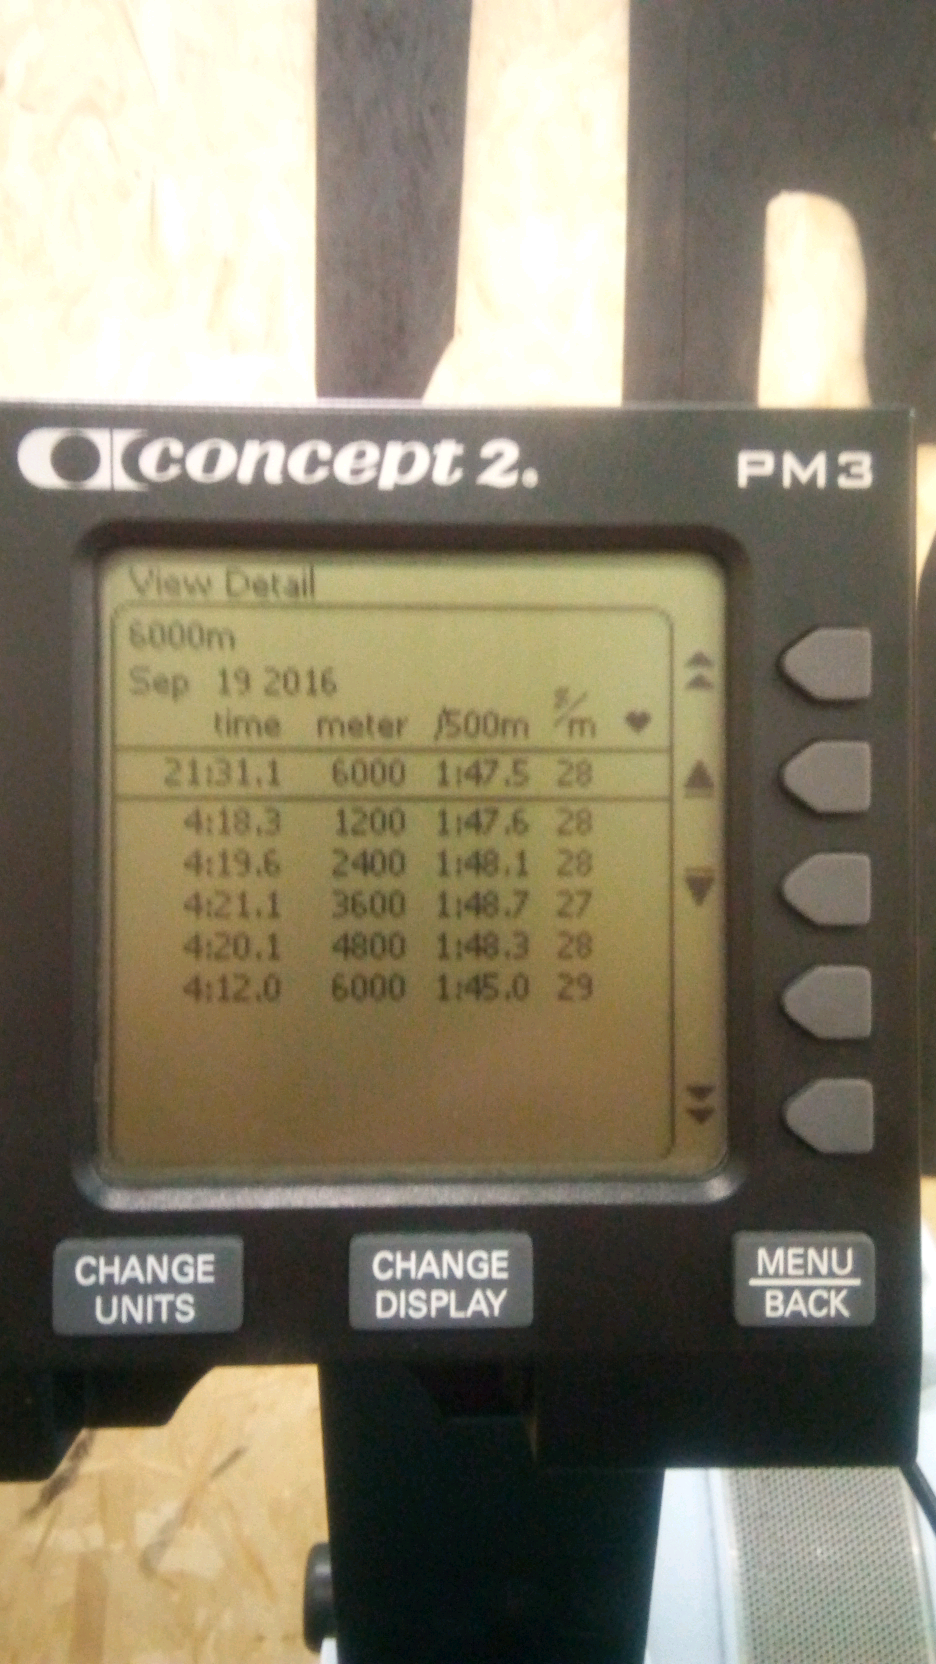 concept 2.
PM3
View Detail
6000m
Sep 19 2016
time meter /500m s/m ♥
21:31.1 6000 1:47.5 28
4:18.3 1200 1:47.6 28
4:19.6 2400 1:48.1 28
4:21.1 3600 1:48.7 27
4:20.1 4800 1:48.3 28
4:12.0 6000 1:45.0 29
CHANGE
UNITS
CHANGE
DISPLAY
MENU
BACK